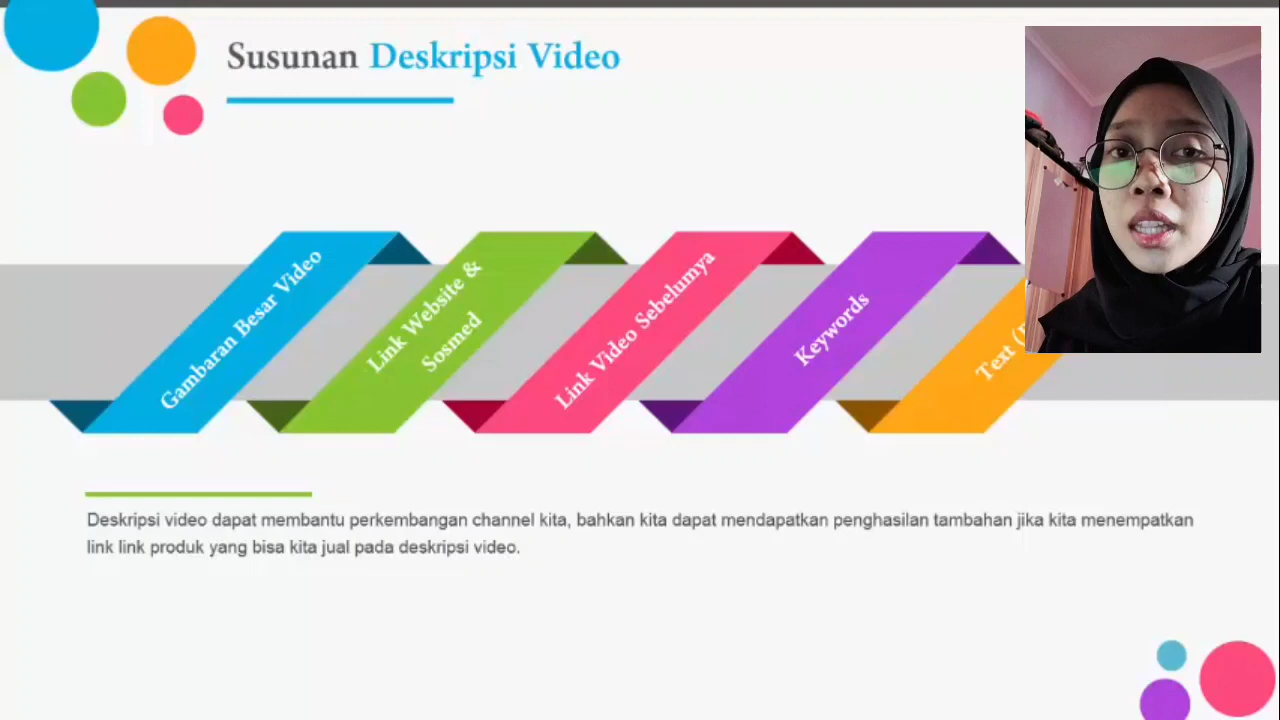 Susunan Deskripsi Video
Gambaran Besar Video
Link Website &
Sosmed
Link Video Sebelumya
Keywords
Text
Deskripsi video dapat membantu perkembangan channel kita, bahkan kita dapat mendapatkan penghasilan tambahan jika kita menempatkan
link link produk yang bisa kita jual pada deskripsi video.